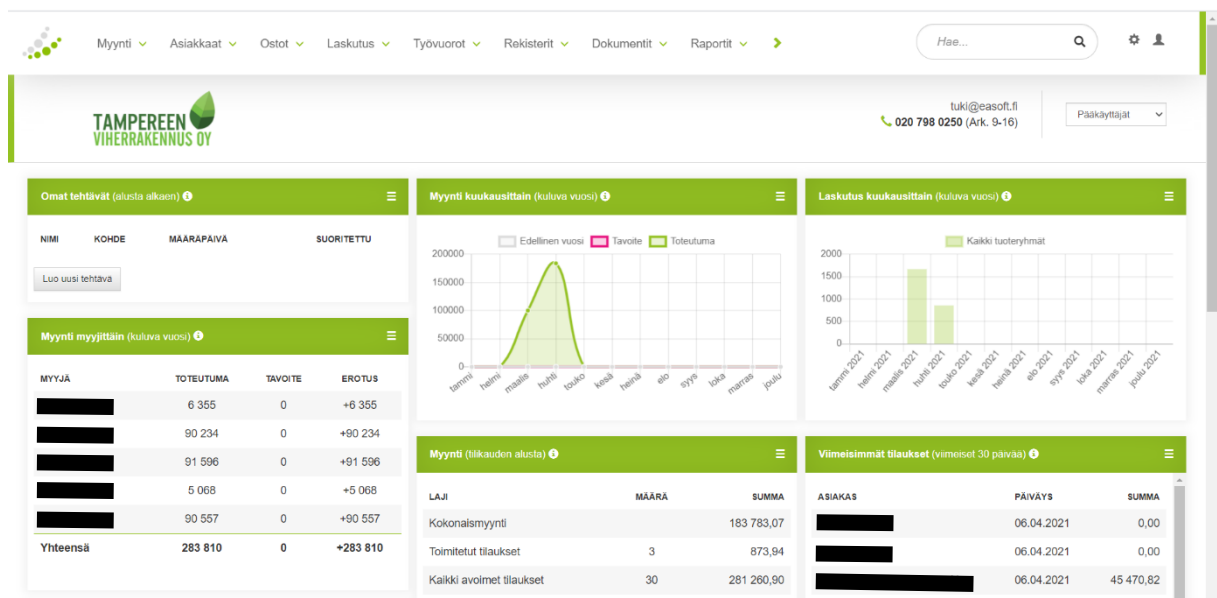 Myynti Asiakkaat Ostot Laskutus Työvuorot Rekisterit Dokumentit Raportit Hae...
TAMPEREEN
VIHERRAKENNUS OY
tuki@easoft.fi
020 798 0250 (Ark. 9-16)
Pääkäyttäjät
Omat tehtävät (alusta alkaen)
NIMI KOHDE MÄÄRÄPÄIVÄ SUORITETTU
Luo uusi tehtävä
Myynti myyjittäin (kuluva vuosi)
MYYJÄ TOTEUTUMA TAVOITE EROTUS
6 355 0 +6 355
90 234 0 +90 234
91 596 0 +91 596
5 068 0 +5 068
90 557 0 +90 557
Yhteensä 283 810 0 +283 810
Myynti kuukausittain (kuluva vuosi)
Edellinen vuosi Tavoite Toteutuma
200000
150000
100000
50000
0
tammi helmi maalis huhti touko kesä heinä elo syys loka marras joulu
Myynti (tilikauden alusta)
LAJI MÄÄRÄ SUMMA
Kokonaismyynti 183 783,07
Toimitetut tilaukset 3 873,94
Kaikki avoimet tilaukset 30 281 260,90
Laskutus kuukausittain (kuluva vuosi)
Kaikki tuoteryhmät
2000
1500
1000
500
0
tammi 2021 helmi 2021 maalis 2021 huhti 2021 touko 2021 kesä 2021 heinä 2021 elo 2021 syys 2021 loka 2021 marras 2021 joulu 2021
Viimeisimmät tilaukset (viimeiset 30 päivää)
ASIAKAS PÄIVÄYS SUMMA
06.04.2021 0,00
06.04.2021 0,00
06.04.2021 45 470,82